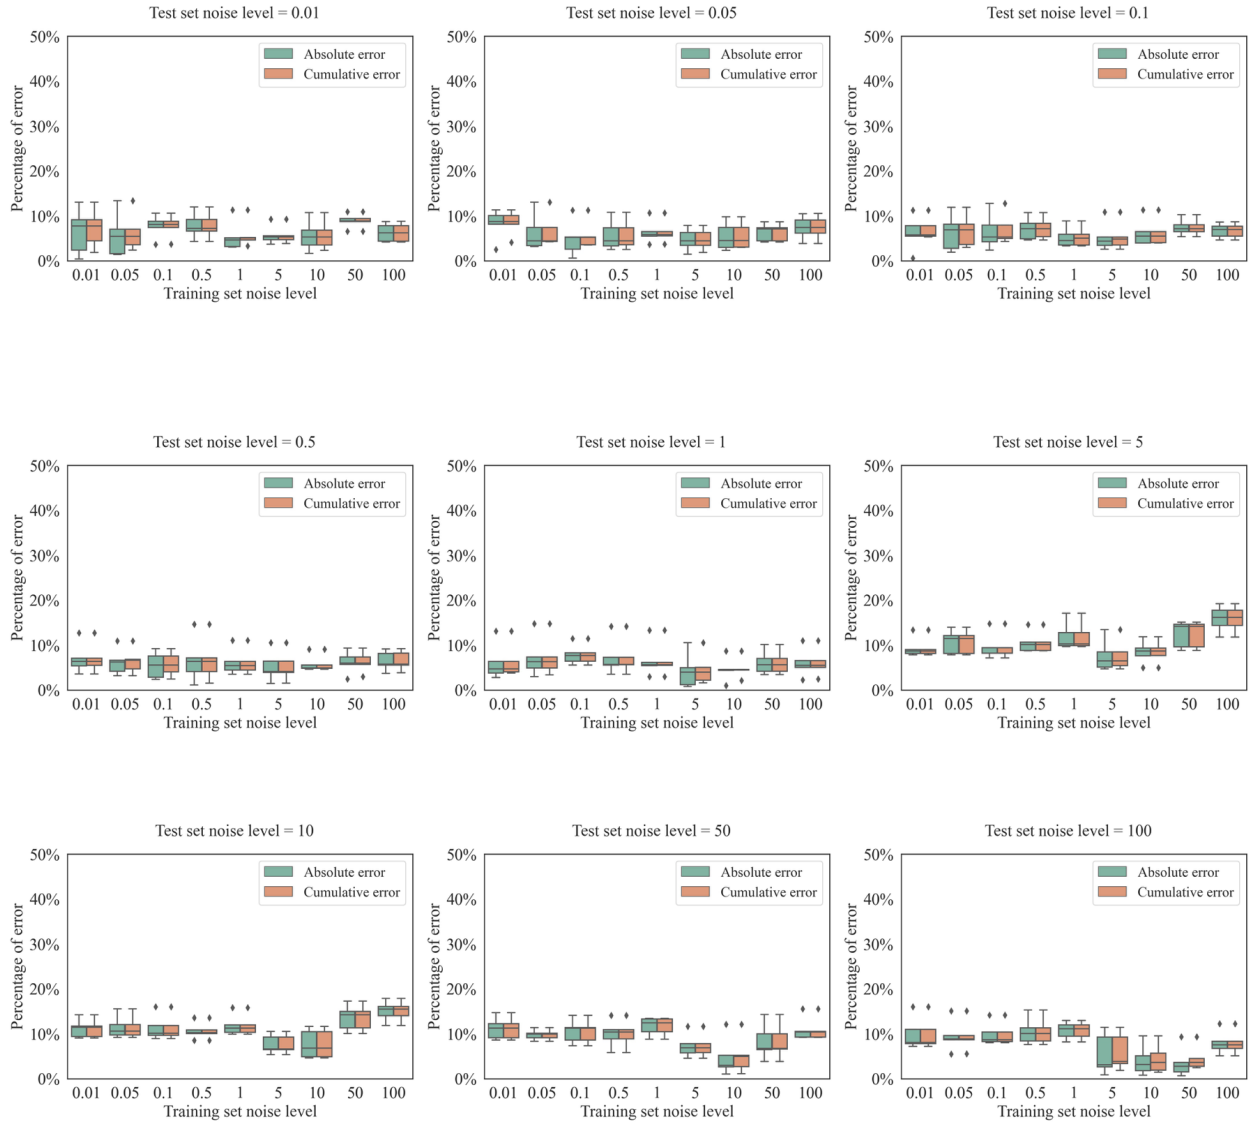 Test set noise level = 0.01
Percentage of error
50%
40%
30%
20%
10%
0%
Absolute error
Cumulative error
0.01 0.05 0.1 0.5 1 5 10 50 100
Training set noise level
Test set noise level = 0.05
Percentage of error
50%
40%
30%
20%
10%
0%
Absolute error
Cumulative error
0.01 0.05 0.1 0.5 1 5 10 50 100
Training set noise level
Test set noise level = 0.1
Percentage of error
50%
40%
30%
20%
10%
0%
Absolute error
Cumulative error
0.01 0.05 0.1 0.5 1 5 10 50 100
Training set noise level
Test set noise level = 0.5
Percentage of error
50%
40%
30%
20%
10%
0%
Absolute error
Cumulative error
0.01 0.05 0.1 0.5 1 5 10 50 100
Training set noise level
Test set noise level = 1
Percentage of error
50%
40%
30%
20%
10%
0%
Absolute error
Cumulative error
0.01 0.05 0.1 0.5 1 5 10 50 100
Training set noise level
Test set noise level = 5
Percentage of error
50%
40%
30%
20%
10%
0%
Absolute error
Cumulative error
0.01 0.05 0.1 0.5 1 5 10 50 100
Training set noise level
Test set noise level = 10
Percentage of error
50%
40%
30%
20%
10%
0%
Absolute error
Cumulative error
0.01 0.05 0.1 0.5 1 5 10 50 100
Training set noise level
Test set noise level = 50
Percentage of error
50%
40%
30%
20%
10%
0%
Absolute error
Cumulative error
0.01 0.05 0.1 0.5 1 5 10 50 100
Training set noise level
Test set noise level = 100
Percentage of error
50%
40%
30%
20%
10%
0%
Absolute error
Cumulative error
0.01 0.05 0.1 0.5 1 5 10 50 100
Training set noise level